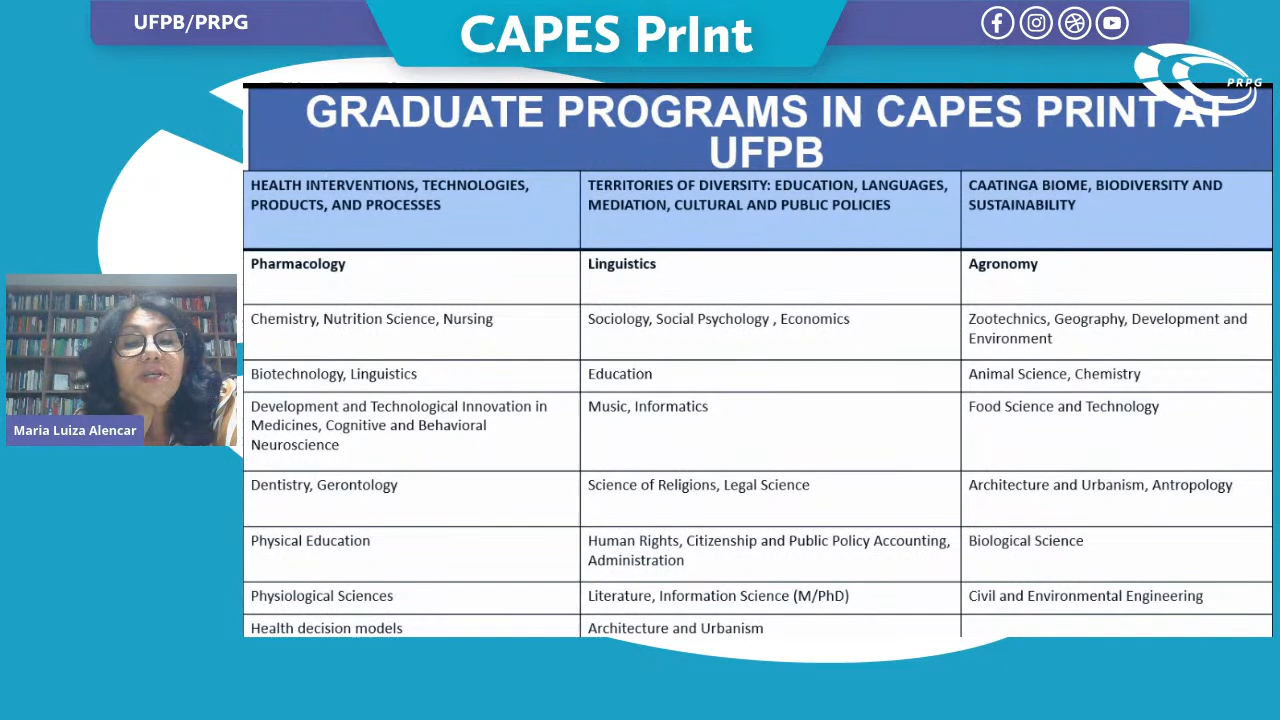 UFPB/PRPG
CAPES PrInt
PRPG
GRADUATE PROGRAMS IN CAPES PRINT AT
UFPB
HEALTH INTERVENTIONS, TECHNOLOGIES,
PRODUCTS, AND PROCESSES
TERRITORIES OF DIVERSITY: EDUCATION, LANGUAGES,
MEDIATION, CULTURAL AND PUBLIC POLICIES
CAATINGA BIOME, BIODIVERSITY AND
SUSTAINABILITY
Pharmacology
Linguistics
Agronomy
Chemistry, Nutrition Science, Nursing
Sociology, Social Psychology , Economics
Zootechnics, Geography, Development and
Environment
Biotechnology, Linguistics
Education
Animal Science, Chemistry
Development and Technological Innovation in
Medicines, Cognitive and Behavioral
Neuroscience
Music, Informatics
Food Science and Technology
Dentistry, Gerontology
Science of Religions, Legal Science
Architecture and Urbanism, Antropology
Physical Education
Human Rights, Citizenship and Public Policy Accounting,
Administration
Biological Science
Physiological Sciences
Literature, Information Science (M/PhD)
Civil and Environmental Engineering
Health decision models
Architecture and Urbanism
Maria Luiza Alencar